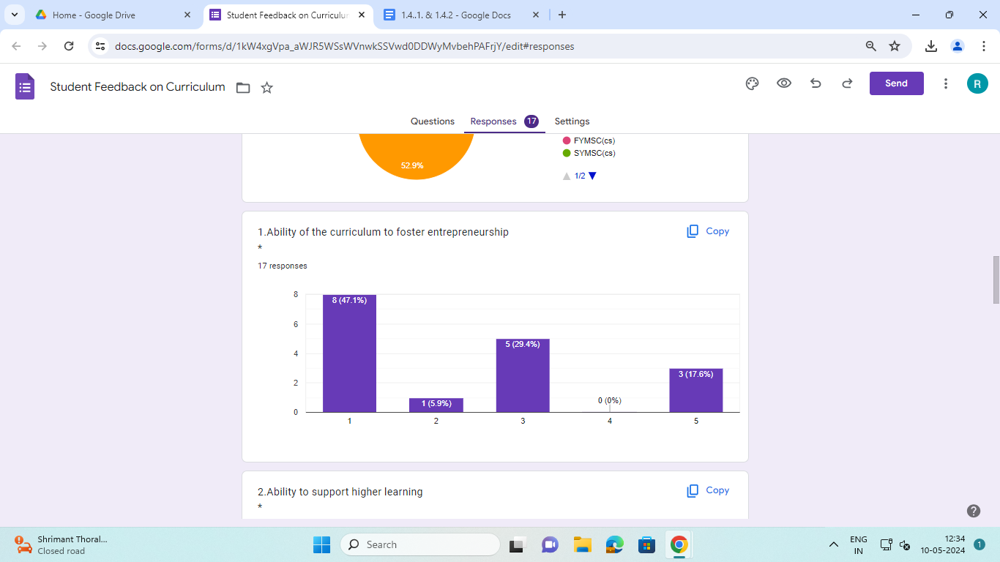 Home - Google Drive
Student Feedback on Curriculur
1.4..1. & 1.4.2 - Google Docs
docs.google.com/forms/d/1kW4xgVpa_aWJR5WSsWVnwkSSVwd0DDWyMvbehPAFrjY/edit#responses
Student Feedback on Curriculum
Send
R
Questions
Responses 17
Settings
52.9%
FYMSC(cs)
SYMSC(cs)
1/2
1.Ability of the curriculum to foster entrepreneurship
*
Copy
17 responses
8
6
4
2
0
8 (47.1%)
1 (5.9%)
5 (29.4%)
0 (0%)
3 (17.6%)
1 2 3 4 5
2.Ability to support higher learning
*
Copy
Shrimant Thoral...
Closed road
Search
ENG
IN
12:34
10-05-2024
1